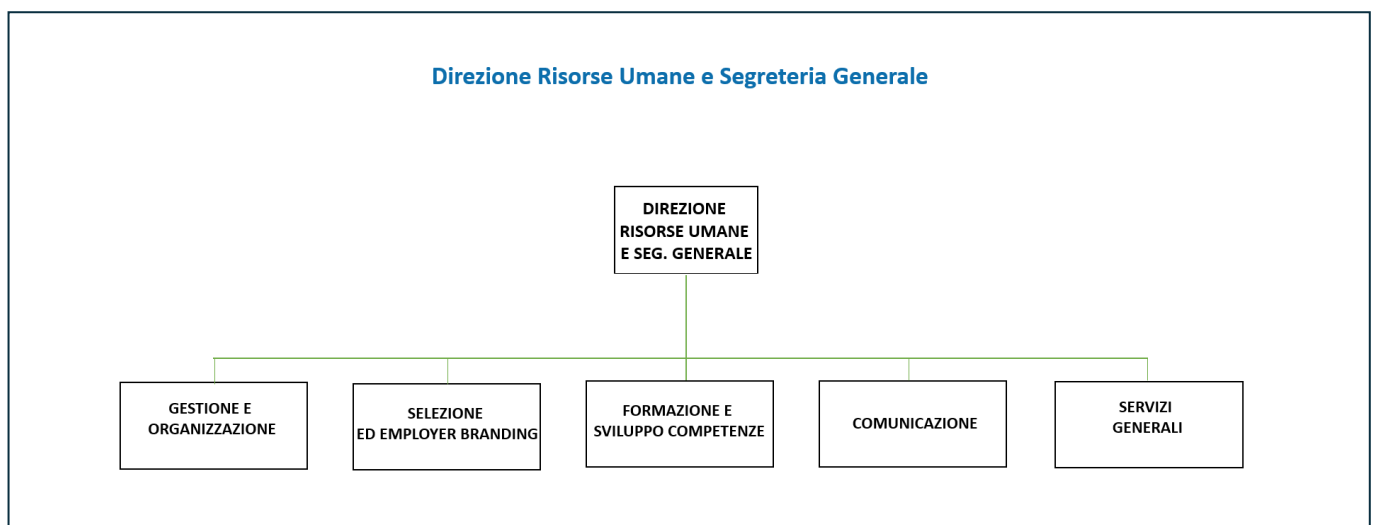 Direzione Risorse Umane e Segreteria Generale
DIREZIONE
RISORSE UMANE
E SEG. GENERALE
GESTIONE E
ORGANIZZAZIONE
SELEZIONE
ED EMPLOYER BRANDING
FORMAZIONE E
SVILUPPO COMPETENZE
COMUNICAZIONE
SERVIZI
GENERALI